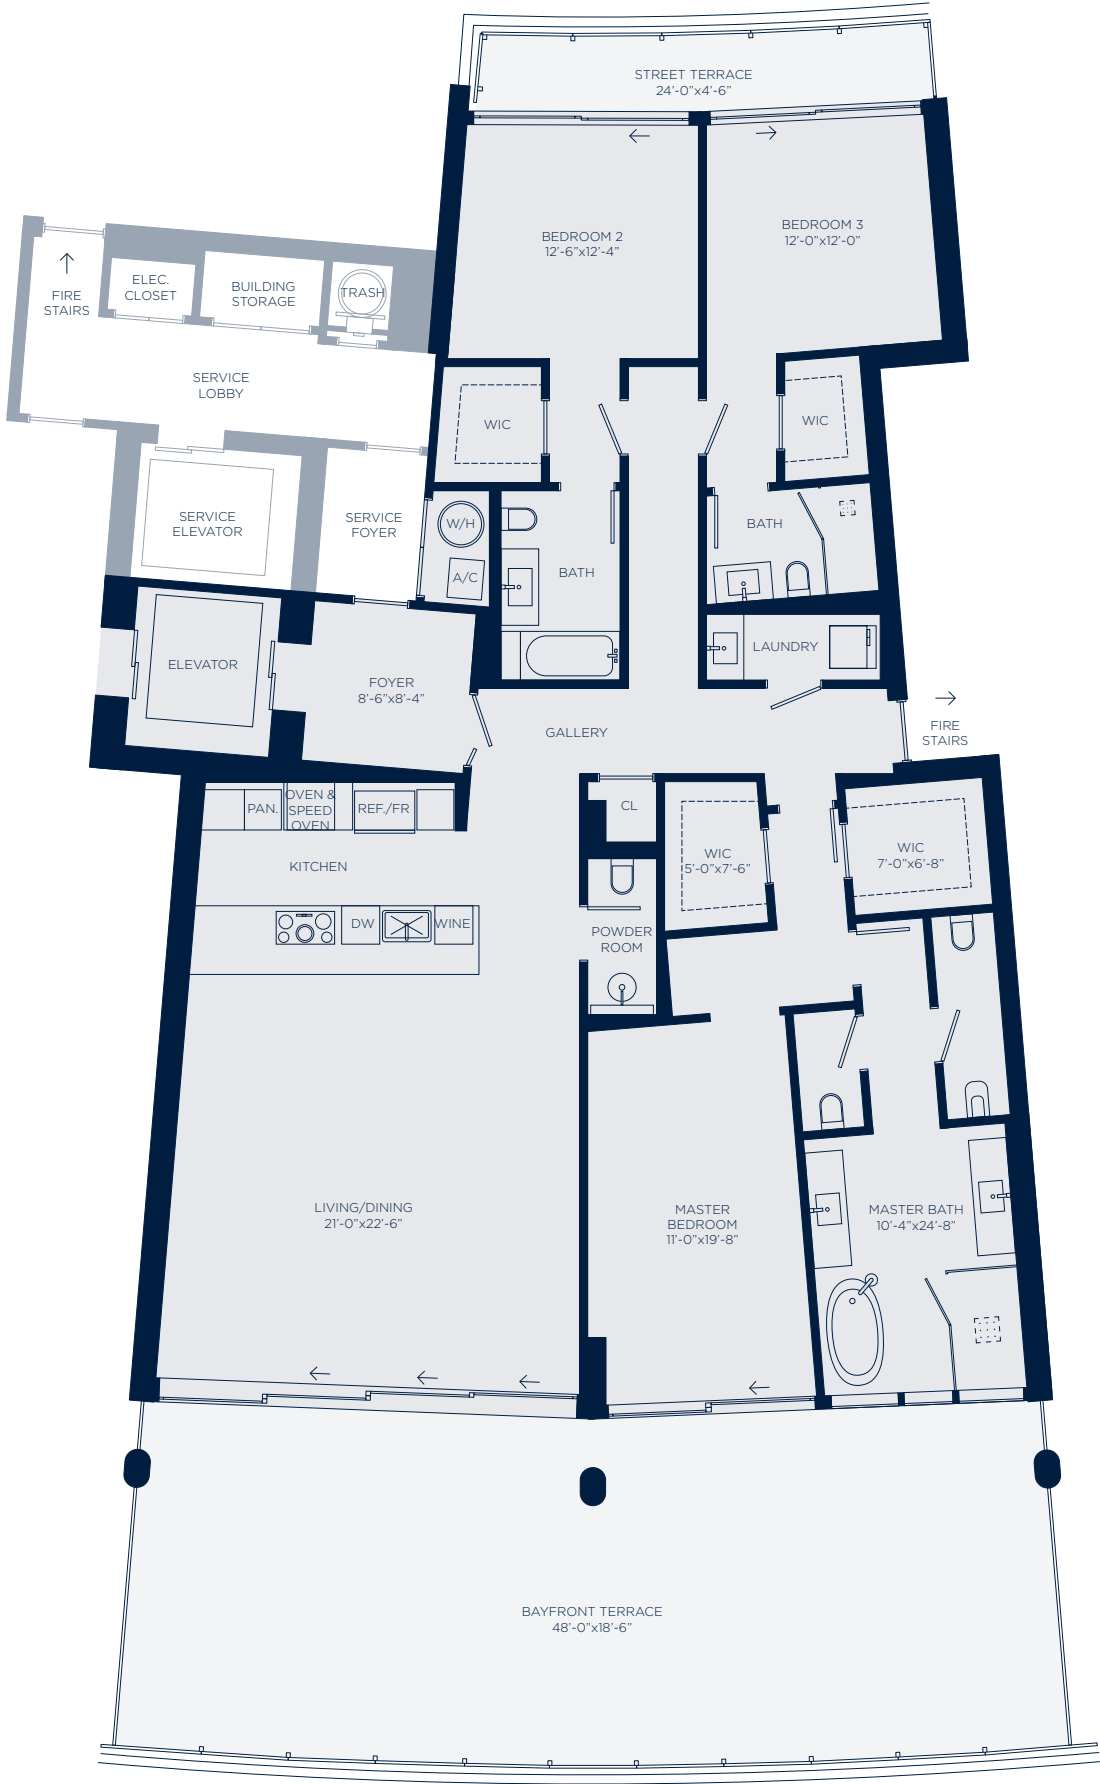 STREET TERRACE
24'-0"x4'-6"
BEDROOM 2
12'-6"x12'-4"
BEDROOM 3
12'-0"x12'-0"
FIRE
STAIRS
ELEC.
CLOSET
BUILDING
STORAGE
TRASH
SERVICE
LOBBY
WIC
WIC
SERVICE
ELEVATOR
SERVICE
FOYER
W/H
A/C
BATH
BATH
ELEVATOR
FOYER
8'-6"x8'-4"
LAUNDRY
GALLERY
FIRE
STAIRS
PAN.
OVEN &
SPEED
OVEN
REF./FR
CL
KITCHEN
WIC
5'-0"x7'-6"
WIC
7'-0"x6'-8"
DW
WINE
POWDER
ROOM
LIVING/DINING
21'-0"x22'-6"
MASTER
BEDROOM
11'-0"x19'-8"
MASTER BATH
10'-4"x24'-8"
BAYFRONT TERRACE
48'-0"x18'-6"